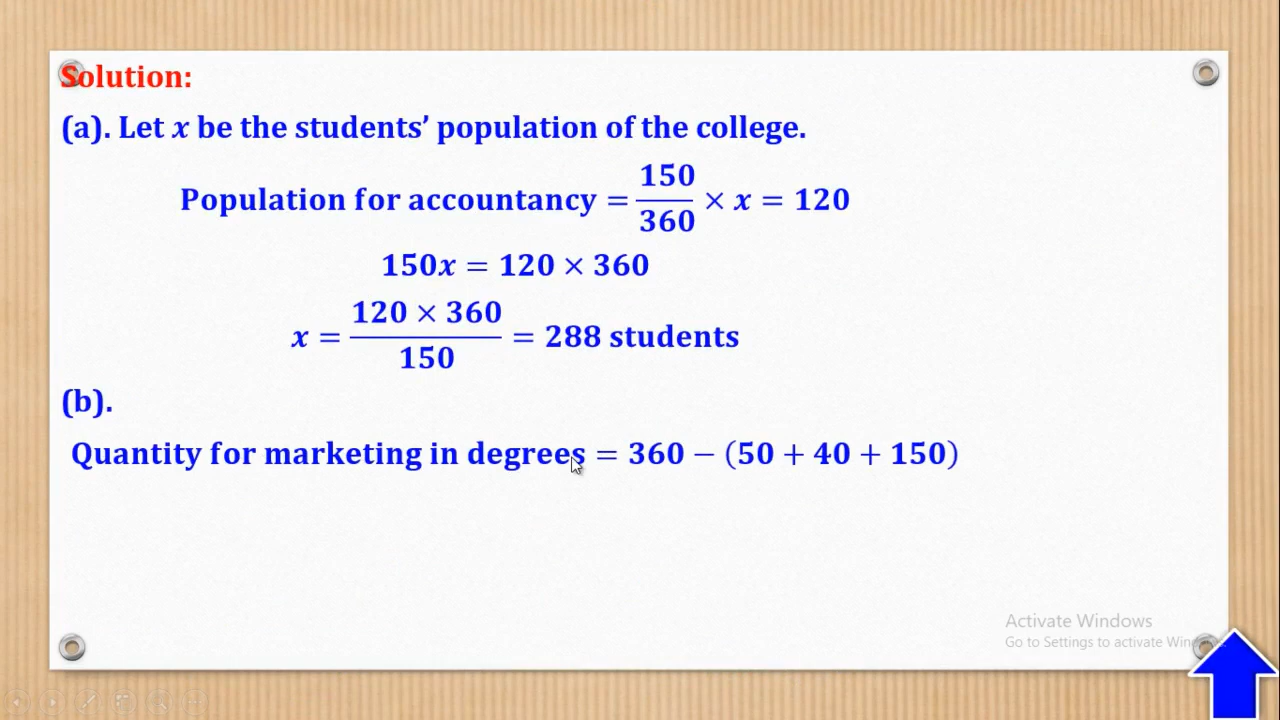 Solution:
(a). Let x be the students’ population of the college.
Population for accountancy = 150/360 × x = 120
150x = 120 × 360
x = (120 × 360)/150 = 288 students
(b).
Quantity for marketing in degrees = 360 − (50 + 40 + 150)
Activate Windows
Go to Settings to activate Windows.